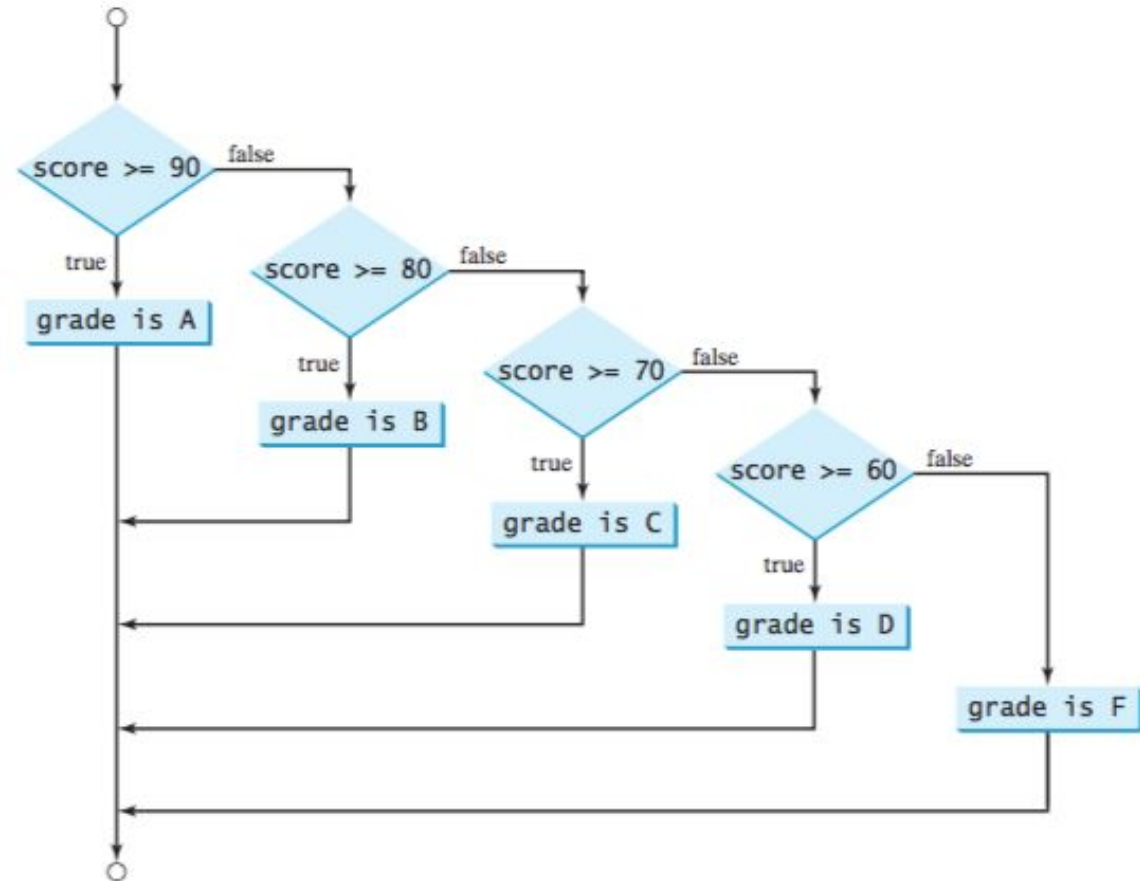 score >= 90
false
true
grade is A
score >= 80
false
true
grade is B
score >= 70
false
true
grade is C
score >= 60
false
true
grade is D
grade is F